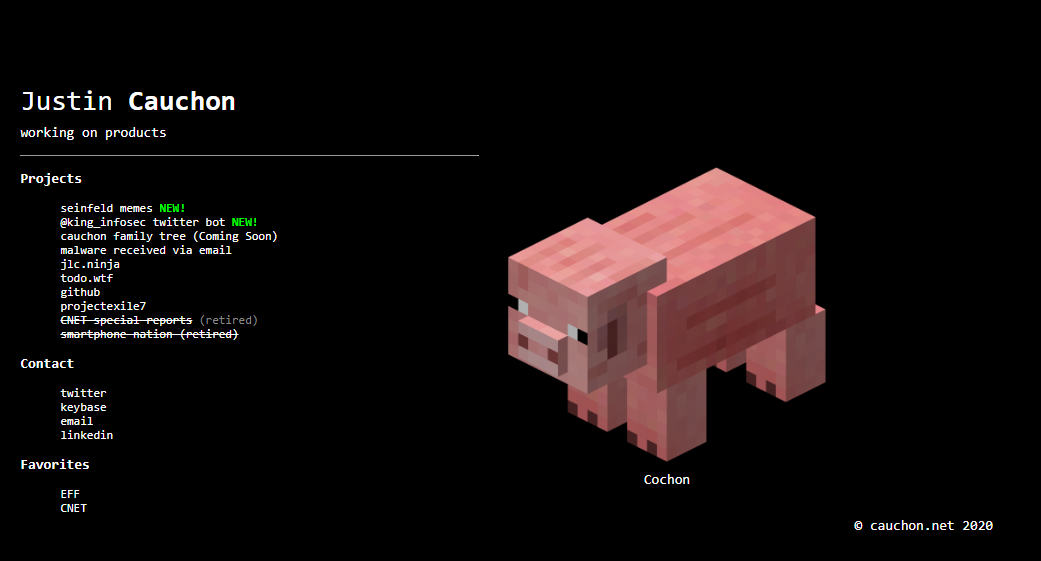 Justin Cauchon
working on products
Projects
seinfeld memes NEW!
@king_infosec twitter bot NEW!
cauchon family tree (Coming Soon)
malware received via email
jlc.ninja
todo.wtf
github
projectexile7
CNET special reports (retired)
smartphone nation (retired)
Contact
twitter
keybase
email
linkedin
Favorites
EFF
CNET
Cochon
© cauchon.net 2020